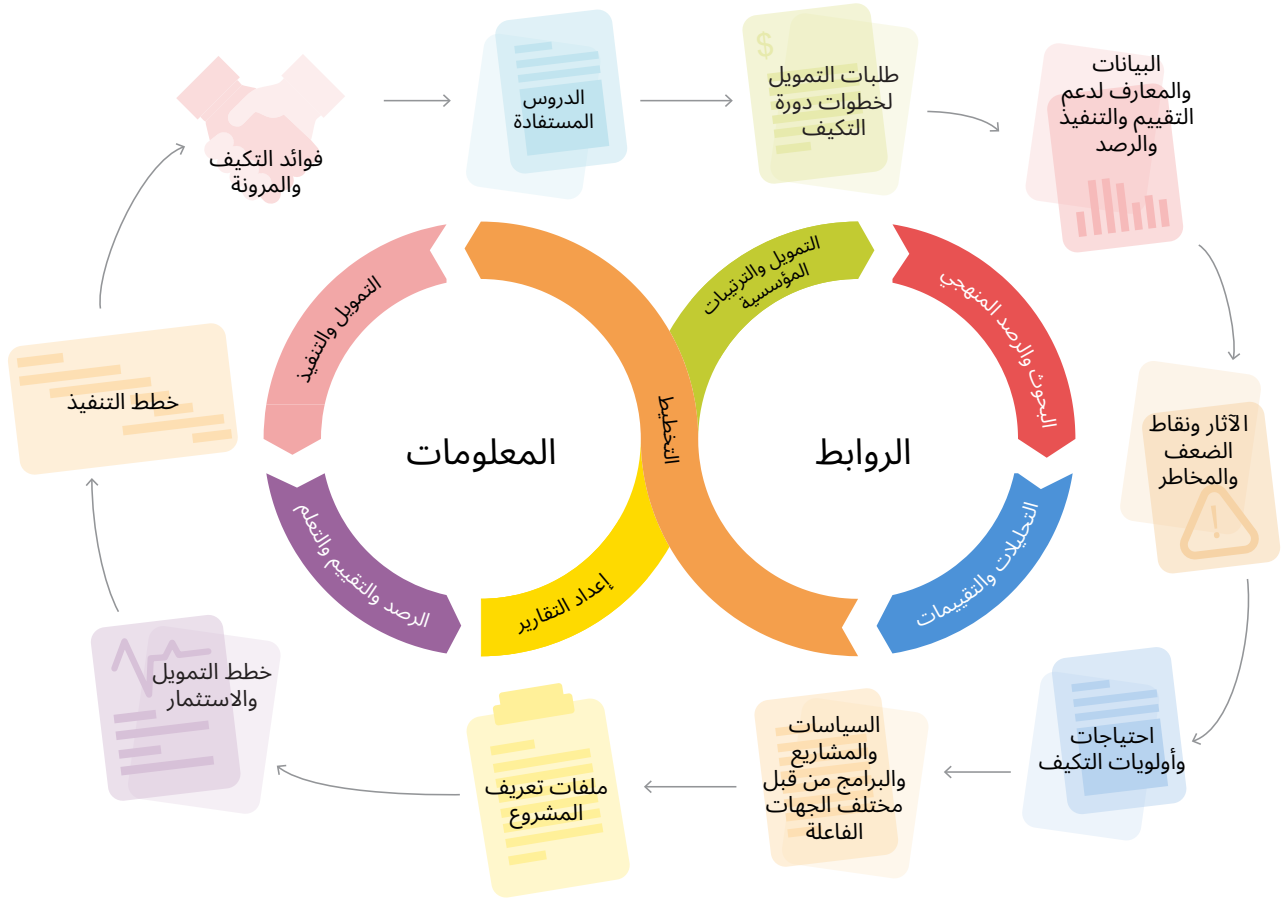 البيانات
والمعارف لدعم
التقييم والتنفيذ
والرصد
طلبات التمويل
لخطوات دورة
التكيف
الدروس
المستفادة
فوائد التكيف
والمرونة
التمويل والترتيبات
المؤسسية
البحوث والرصد المنهجي
التمويل والتنفيذ
التخطيط
الآثار ونقاط
الضعف
والمخاطر
خطط التنفيذ
الروابط
المعلومات
التحليلات والتقييمات
إعداد التقارير
الرصد والتقييم والتعلم
احتياجات
وأولويات التكيف
السياسات
والمشاريع
والبرامج من قبل
مختلف الجهات
الفاعلة
ملفات تعريف
المشروع
خطط التمويل
والاستثمار
$
!